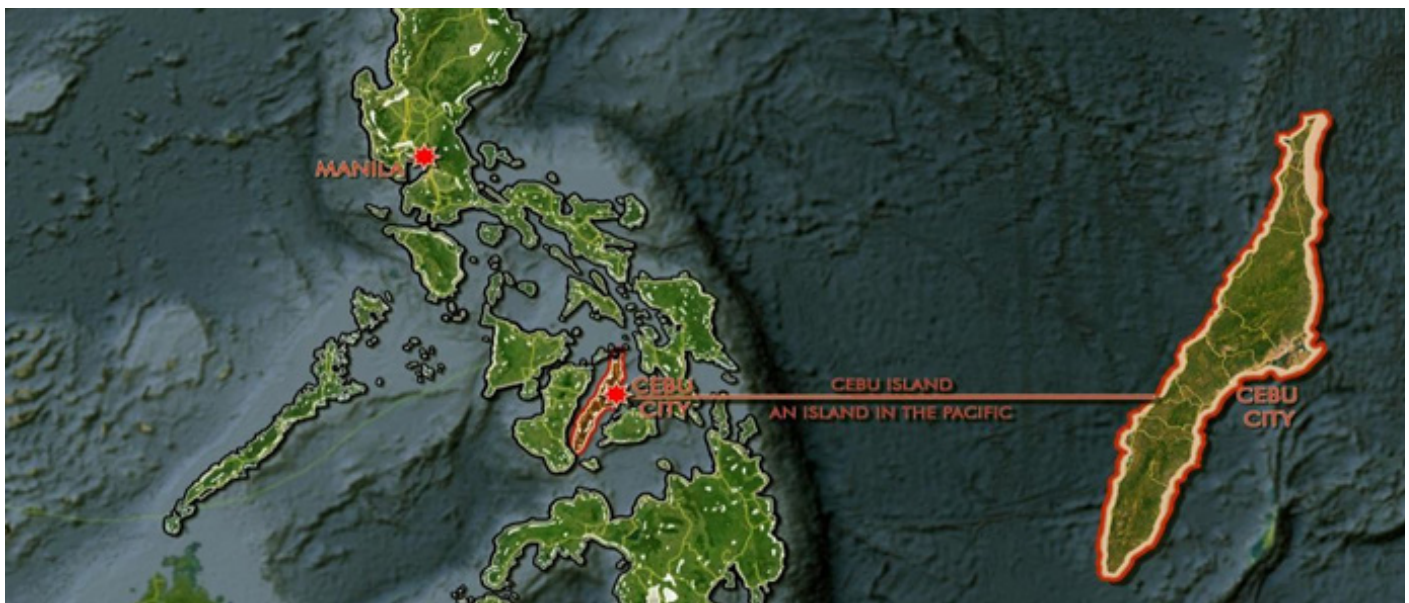 MANILA
CEBU
CITY
CEBU ISLAND
AN ISLAND IN THE PACIFIC
CEBU
CITY